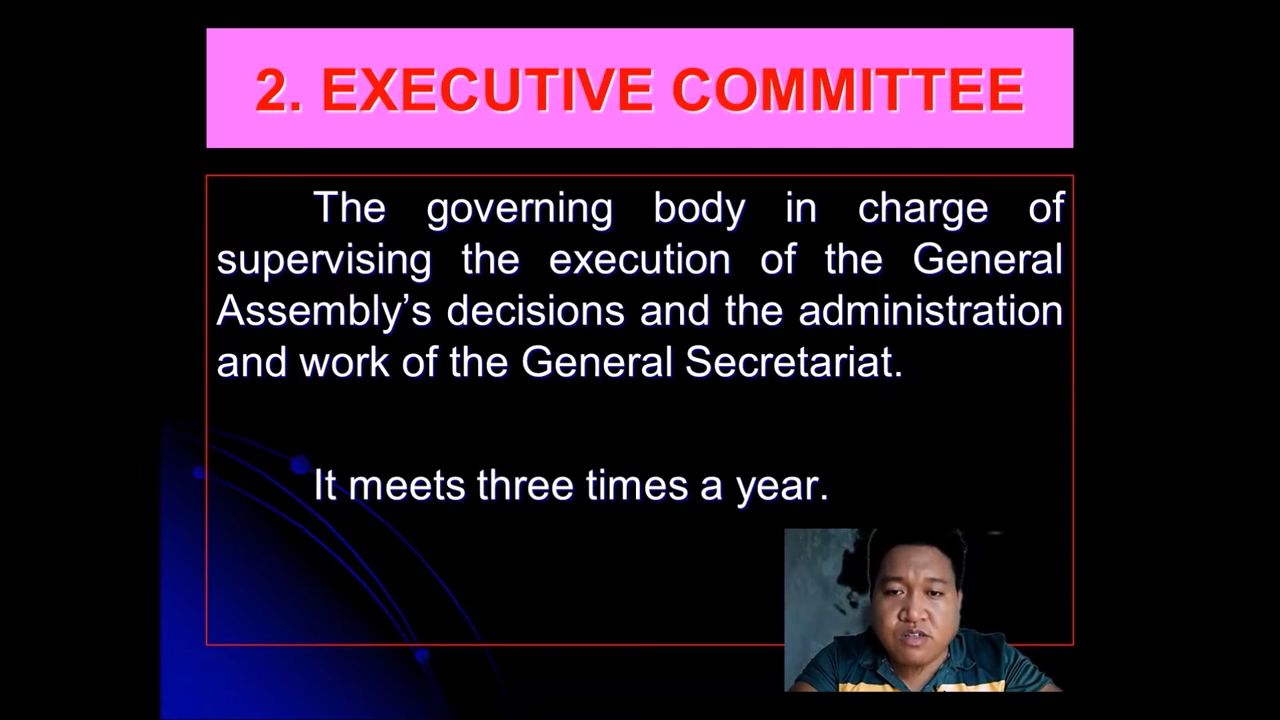 2. EXECUTIVE COMMITTEE
The governing body in charge of
supervising the execution of the General
Assembly’s decisions and the administration
and work of the General Secretariat.
It meets three times a year.